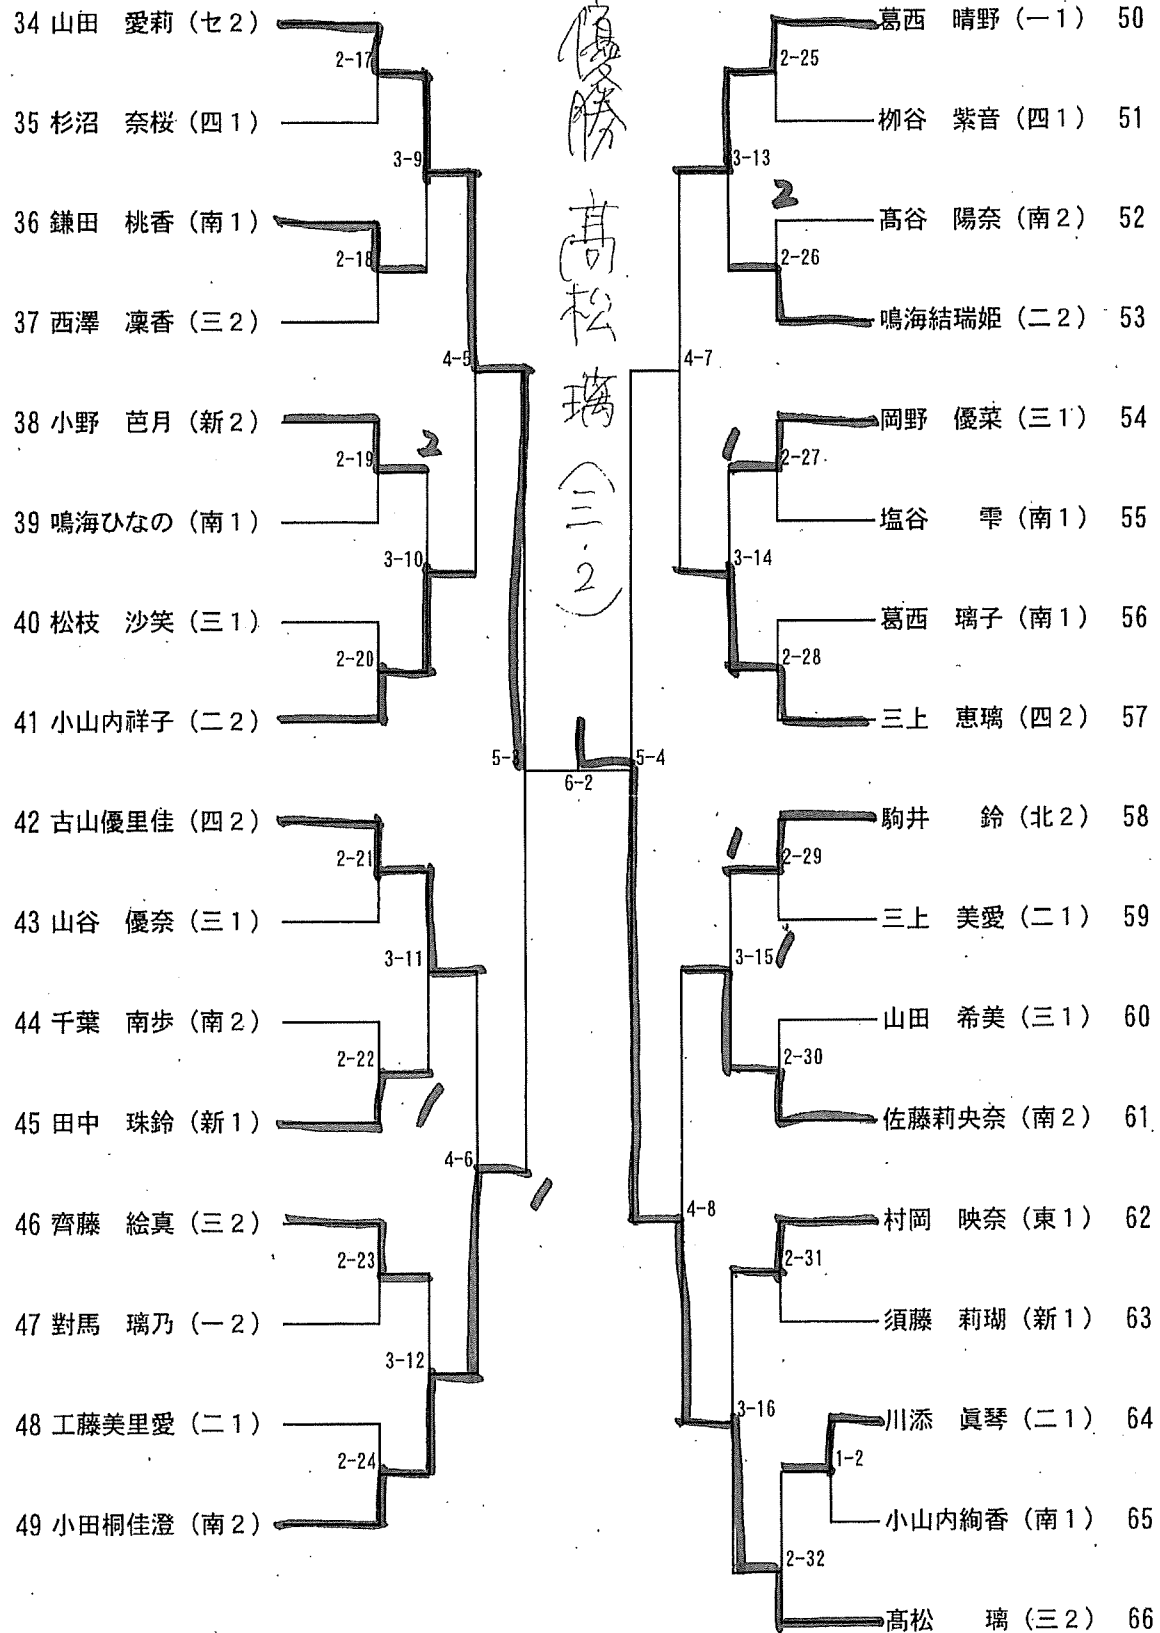 34 山田　愛莉（セ２）
2-17
35 杉沼　奈桜（四１）
3-9
36 鎌田　桃香（南１）
2-18
37 西澤　凜香（三２）
4-5
38 小野　芭月（新２）
2
2-19
39 鳴海ひなの（南１）
3-10
40 松枝　沙笑（三１）
2-20
41 小山内祥子（二２）
5-3
42 古山優里佳（四２）
2-21
43 山谷　優奈（三１）
3-11
44 千葉　南歩（南２）
2-22
45 田中　珠鈴（新１）
1
4-6
1
46 齊藤　絵真（三２）
2-23
47 對馬　璃乃（一２）
3-12
48 工藤美里愛（二１）
2-24
49 小田桐佳澄（南２）
優勝　髙松　璃（三．2）
6-2
葛西　晴野（一１） 50
2-25
栁谷　紫音（四１） 51
3-13
2
髙谷　陽奈（南２） 52
2-26
鳴海結瑞姫（二２） 53
4-7
岡野　優菜（三１） 54
1
2-27
塩谷　　雫（南１） 55
3-14
葛西　璃子（南１） 56
2-28
三上　恵璃（四２） 57
5-4
駒井　　鈴（北２） 58
1
2-29
三上　美愛（二１） 59
3-15
1
山田　希美（三１） 60
2-30
佐藤莉央奈（南２） 61
4-8
村岡　映奈（東１） 62
2-31
須藤　莉瑚（新１） 63
3-16
川添　眞琴（二１） 64
1-2
小山内絢香（南１） 65
2-32
髙松　　璃（三２） 66